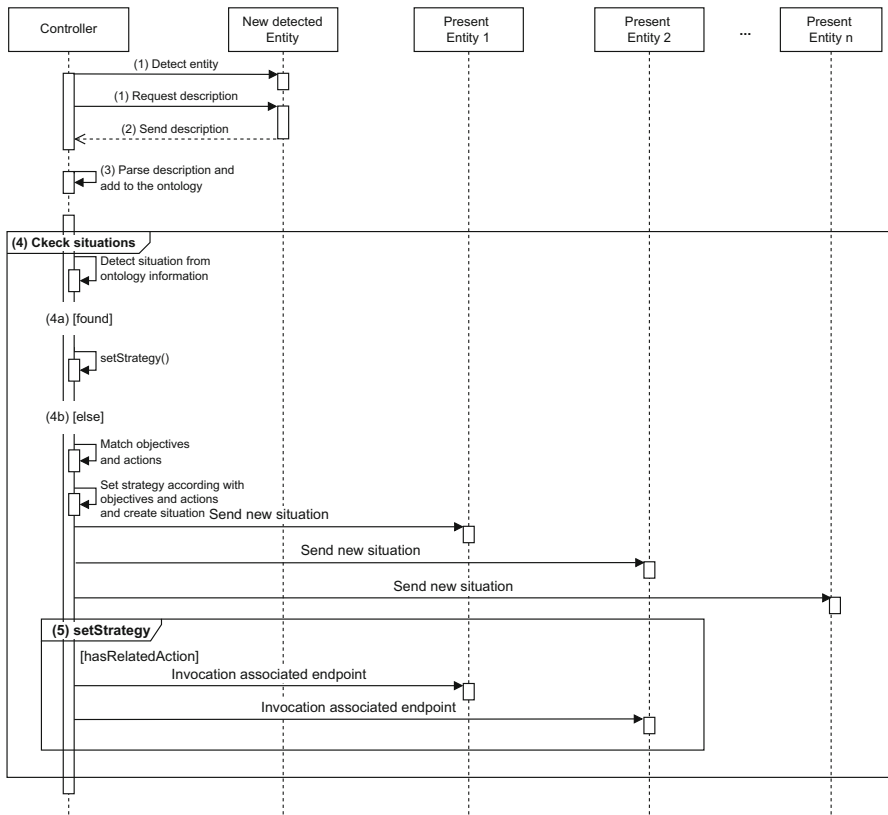 Controller
New detected
Entity
Present
Entity 1
Present
Entity 2
...
Present
Entity n
(1) Detect entity
(1) Request description
(2) Send description
(3) Parse description and
add to the ontology
(4) Ckeck situations
Detect situation from
ontology information
(4a) [found]
setStrategy()
(4b) [else]
Match objectives
and actions
Set strategy according with
objectives and actions
and create situation
Send new situation
Send new situation
Send new situation
(5) setStrategy
[hasRelatedAction]
Invocation associated endpoint
Invocation associated endpoint